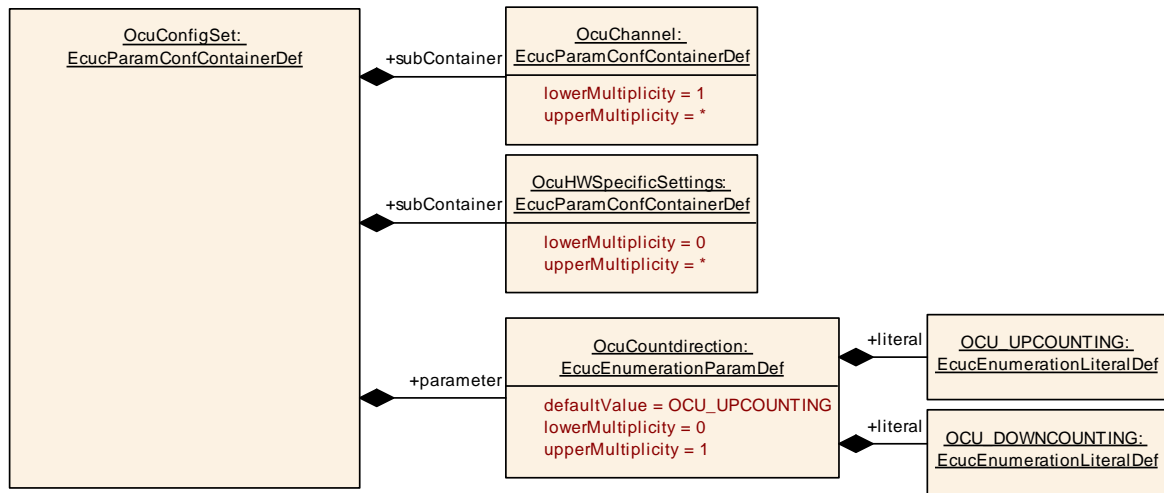 OcuConfigSet:
EcucParamConfContainerDef
+subContainer
OcuChannel:
EcucParamConfContainerDef
lowerMultiplicity = 1
upperMultiplicity = *
+subContainer
OcuHWSpecificSettings:
EcucParamConfContainerDef
lowerMultiplicity = 0
upperMultiplicity = *
+parameter
OcuCountdirection:
EcucEnumerationParamDef
defaultValue = OCU_UPCOUNTING
lowerMultiplicity = 0
upperMultiplicity = 1
+literal
OCU_UPCOUNTING:
EcucEnumerationLiteralDef
+literal
OCU_DOWNCOUNTING:
EcucEnumerationLiteralDef